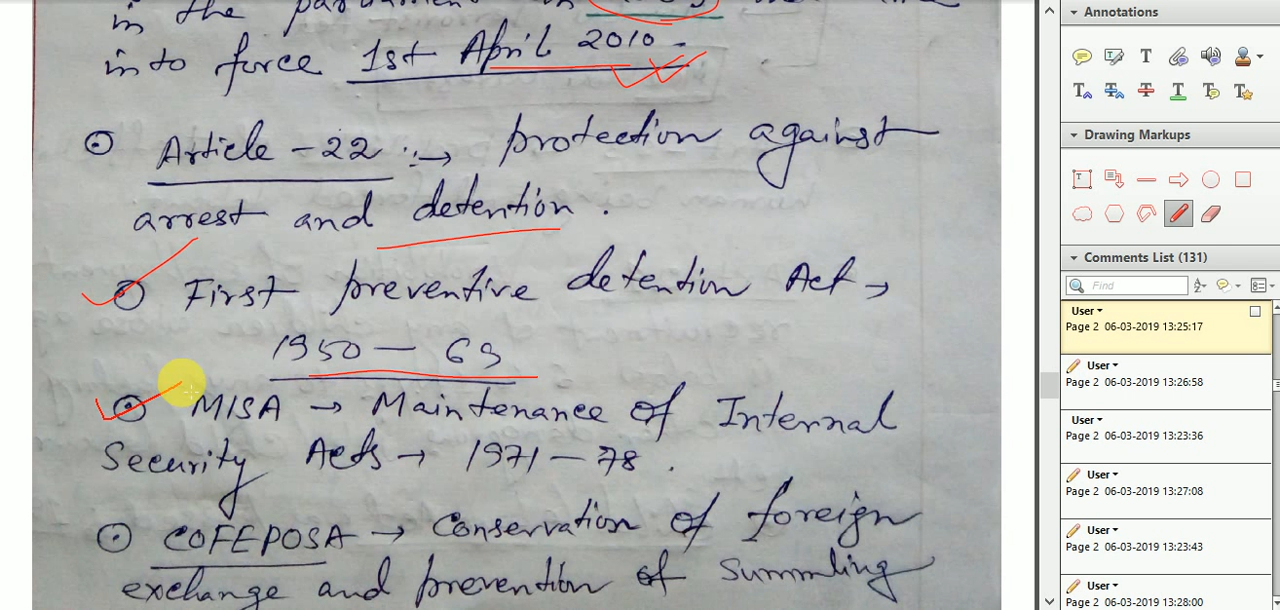 in the parliament in
into force 1st April 2010.
Article - 22 :→ protection against
arrest and detention.
First preventive detention Act →
1950 - 69
MISA → Maintenance of Internal
Security Acts → 1971-78.
COFEPOSA → Conservation of foreign
exchange and prevention of summling
Annotations
Drawing Markups
Comments List (131)
Find
User
Page 2 06-03-2019 13:25:17
User
Page 2 06-03-2019 13:26:58
User
Page 2 06-03-2019 13:23:36
User
Page 2 06-03-2019 13:27:08
User
Page 2 06-03-2019 13:23:43
User
Page 2 06-03-2019 13:28:00